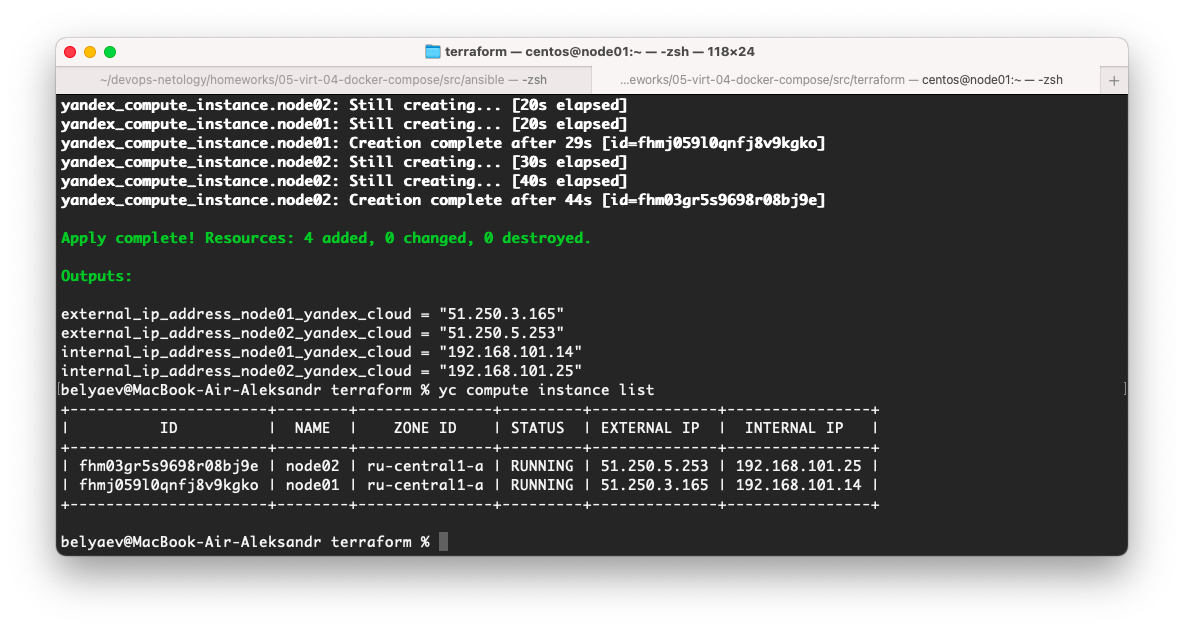 terraform — centos@node01:~ — -zsh — 118×24
~/devops-netology/homeworks/05-virt-04-docker-compose/src/ansible — -zsh
...eworks/05-virt-04-docker-compose/src/terraform — centos@node01:~ — -zsh
+
yandex_compute_instance.node02: Still creating... [20s elapsed]
yandex_compute_instance.node01: Still creating... [20s elapsed]
yandex_compute_instance.node01: Creation complete after 29s [id=fhmj059l0qnfj8v9kgko]
yandex_compute_instance.node02: Still creating... [30s elapsed]
yandex_compute_instance.node02: Still creating... [40s elapsed]
yandex_compute_instance.node02: Creation complete after 44s [id=fhm03gr5s9698r08bj9e]
Apply complete! Resources: 4 added, 0 changed, 0 destroyed.
Outputs:
external_ip_address_node01_yandex_cloud = "51.250.3.165"
external_ip_address_node02_yandex_cloud = "51.250.5.253"
internal_ip_address_node01_yandex_cloud = "192.168.101.14"
internal_ip_address_node02_yandex_cloud = "192.168.101.25"
[belyaev@MacBook-Air-Aleksandr terraform % yc compute instance list ]
+----------------------+--------+---------------+---------+--------------+----------------+
| ID | NAME | ZONE ID | STATUS | EXTERNAL IP | INTERNAL IP |
+----------------------+--------+---------------+---------+--------------+----------------+
| fhm03gr5s9698r08bj9e | node02 | ru-central1-a | RUNNING | 51.250.5.253 | 192.168.101.25 |
| fhmj059l0qnfj8v9kgko | node01 | ru-central1-a | RUNNING | 51.250.3.165 | 192.168.101.14 |
+----------------------+--------+---------------+---------+--------------+----------------+
belyaev@MacBook-Air-Aleksandr terraform %